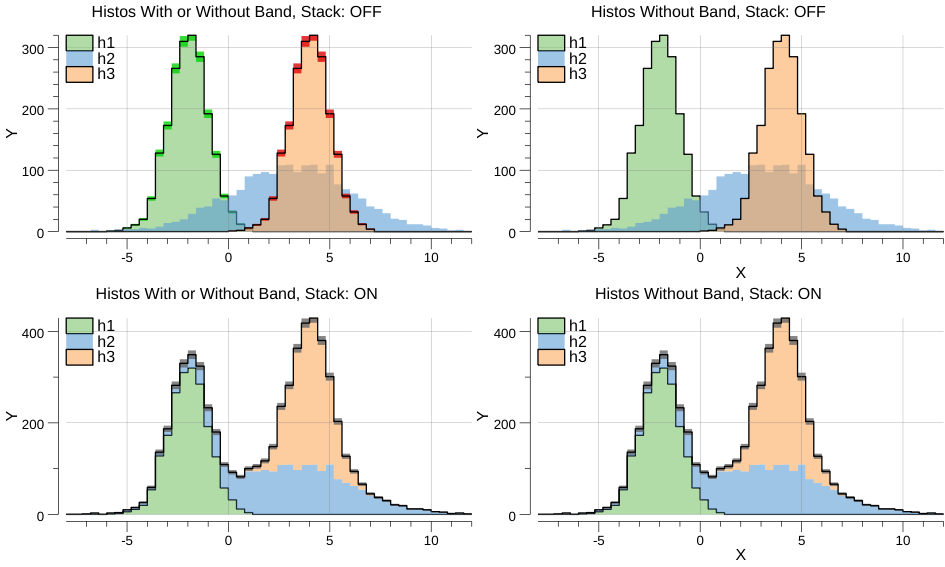 Histos With or Without Band, Stack: OFF
300
200
100
0
Y
h1
h2
h3
-5
0
5
10
Histos Without Band, Stack: OFF
300
200
100
0
Y
h1
h2
h3
-5
0
5
10
X
Histos With or Without Band, Stack: ON
400
200
0
Y
h1
h2
h3
-5
0
5
10
Histos Without Band, Stack: ON
400
200
0
Y
h1
h2
h3
-5
0
5
10
X